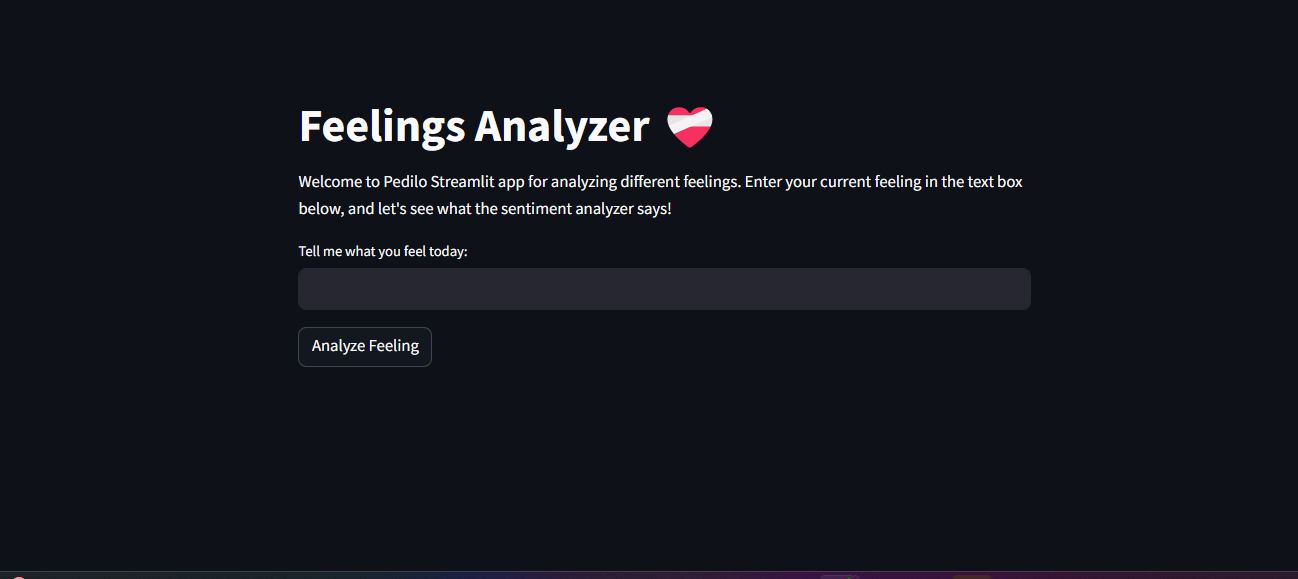 Feelings Analyzer ❤️‍🩹
Welcome to Pedilo Streamlit app for analyzing different feelings. Enter your current feeling in the text box
below, and let's see what the sentiment analyzer says!
Tell me what you feel today:
Analyze Feeling